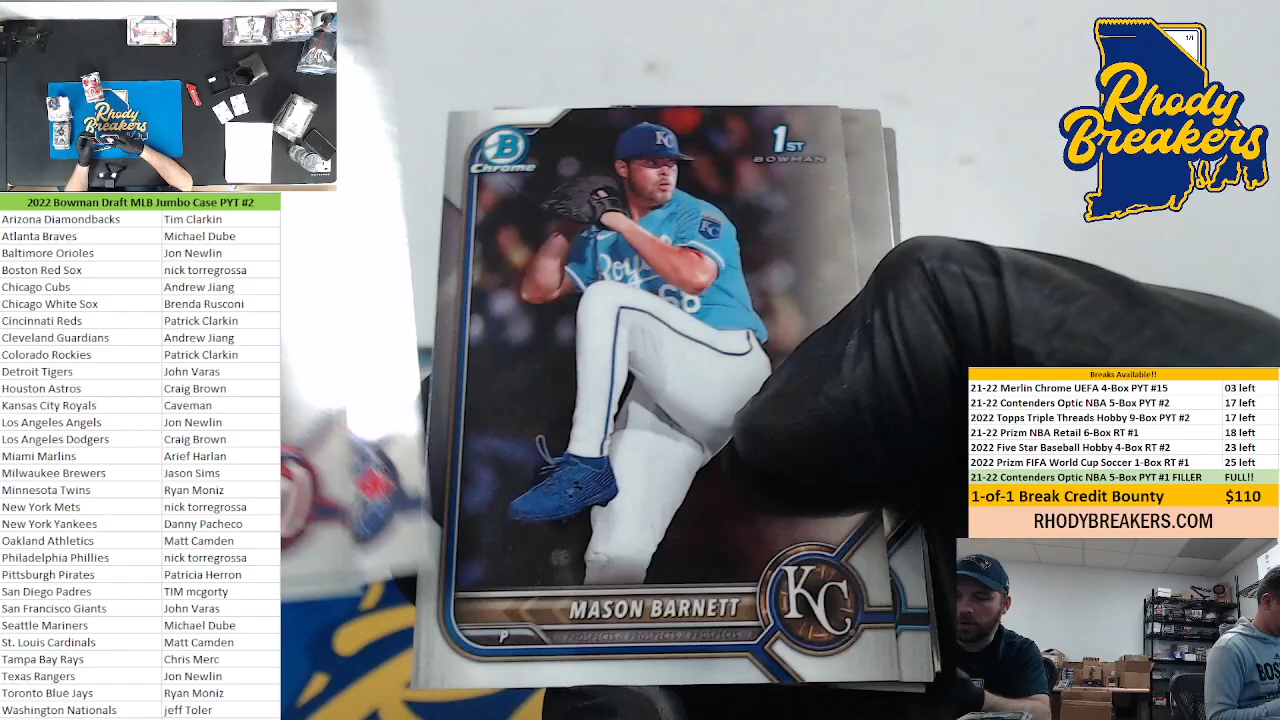 Rhody
Breakers
2022 Bowman Draft MLB Jumbo Case PYT #2
Arizona Diamondbacks Tim Clarkin
Atlanta Braves Michael Dube
Baltimore Orioles Jon Newlin
Boston Red Sox nick torregrossa
Chicago Cubs Andrew Jiang
Chicago White Sox Brenda Rusconi
Cincinnati Reds Patrick Clarkin
Cleveland Guardians Andrew Jiang
Colorado Rockies Patrick Clarkin
Detroit Tigers John Varas
Houston Astros Craig Brown
Kansas City Royals Caveman
Los Angeles Angels Jon Newlin
Los Angeles Dodgers Craig Brown
Miami Marlins Arief Harlan
Milwaukee Brewers Jason Sims
Minnesota Twins Ryan Moniz
New York Mets nick torregrossa
New York Yankees Danny Pacheco
Oakland Athletics Matt Camden
Philadelphia Phillies nick torregrossa
Pittsburgh Pirates Patricia Herron
San Diego Padres TIM mcgorty
San Francisco Giants John Varas
Seattle Mariners Michael Dube
St. Louis Cardinals Matt Camden
Tampa Bay Rays Chris Merc
Texas Rangers Jon Newlin
Toronto Blue Jays Ryan Moniz
Washington Nationals jeff Toler
B
Chrome
1ST
BOWMAN
KC
Royals
68
MASON BARNETT
P
PROSPECTS // PROSPECTS // PROSPECTS
KC
1/1
Rhody
Breakers
Breaks Available!!
21-22 Merlin Chrome UEFA 4-Box PYT #15 03 left
21-22 Contenders Optic NBA 5-Box PYT #2 17 left
2022 Topps Triple Threads Hobby 9-Box PYT #2 17 left
21-22 Prizm NBA Retail 6-Box RT #1 18 left
2022 Five Star Baseball Hobby 4-Box RT #2 23 left
2022 Prizm FIFA World Cup Soccer 1-Box RT #1 25 left
21-22 Contenders Optic NBA 5-Box PYT #1 FILLER FULL!!
1-of-1 Break Credit Bounty $110
RHODYBREAKERS.COM